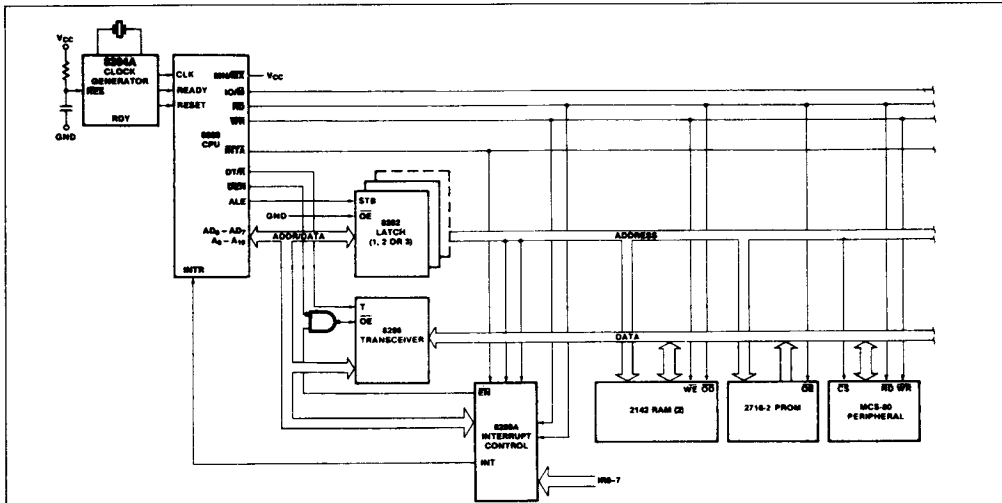 VCC
GND
8284A
CLOCK
GENERATOR
RES
RDY
CLK
READY
RESET
8088
CPU
MN/MX
VCC
IO/M
RD
WR
INTA
DT/R
DEN
ALE
AD0 – AD7
A8 – A19
INTR
GND
ADDR/DATA
STB
OE
8282
LATCH
(1, 2 OR 3)
ADDRESS
T
OE
8286
TRANSCEIVER
DATA
EN
8259A
INTERRUPT
CONTROL
INT
IR0-7
WE OD
2142 RAM (2)
OE
2716-2 PROM
CS RD WR
MCS-80
PERIPHERAL